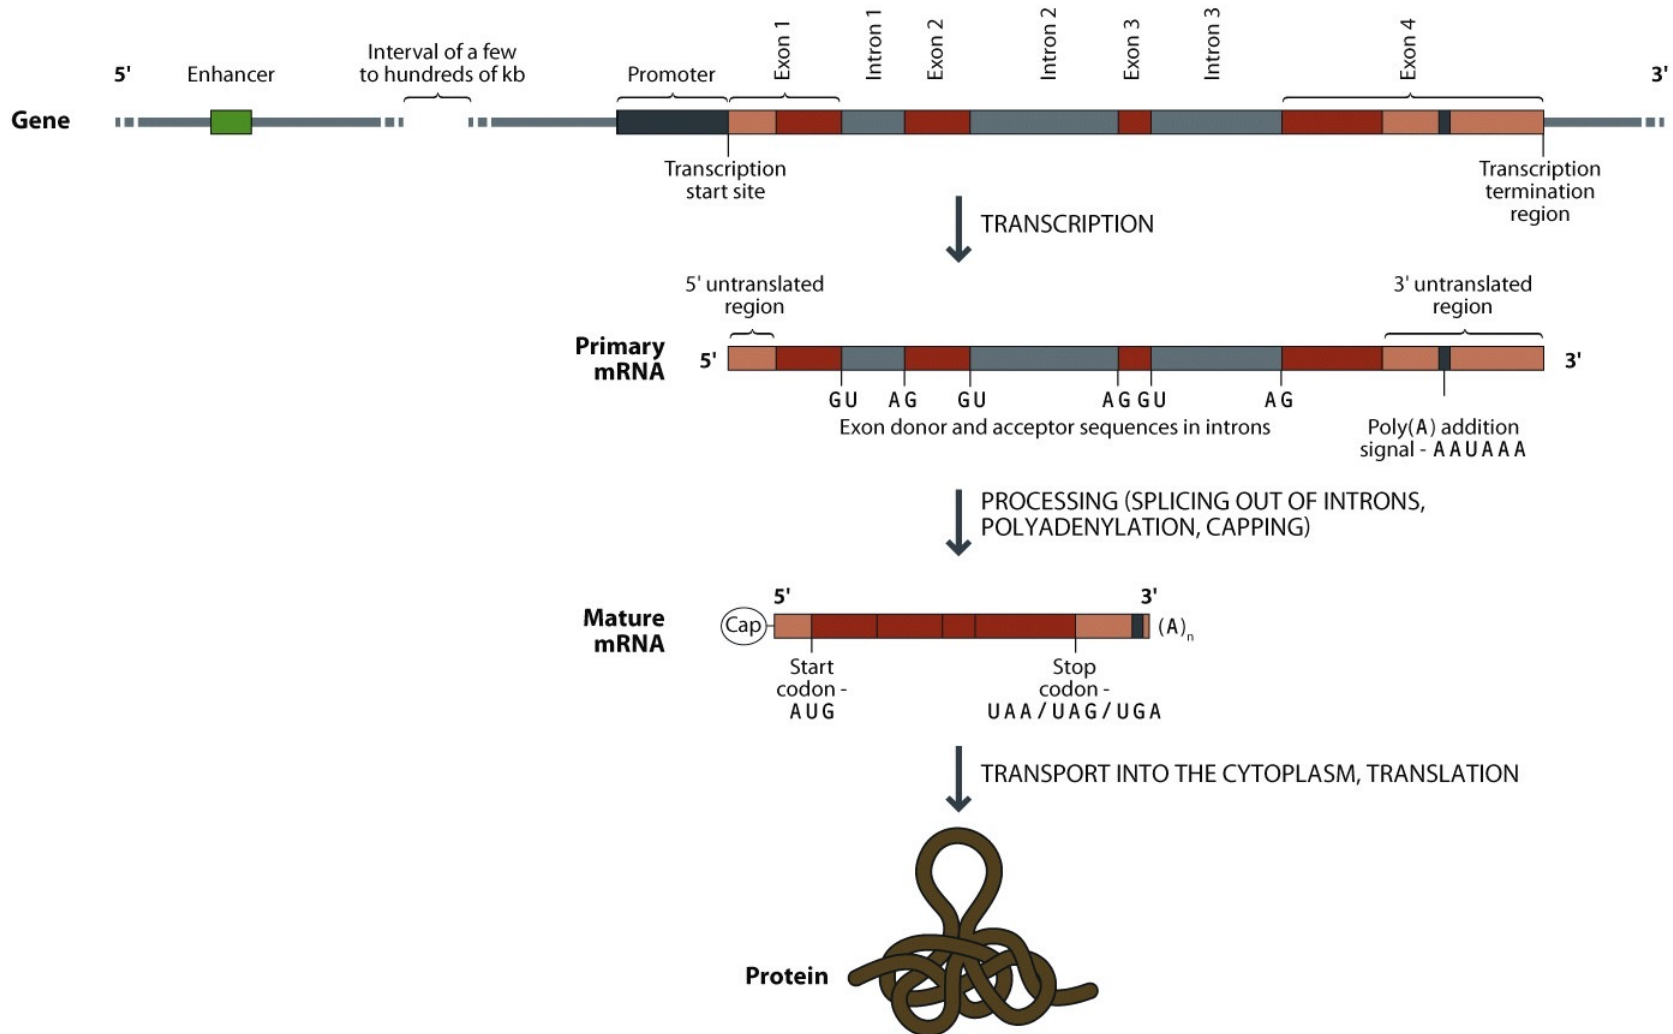 5'
Enhancer
Interval of a few
to hundreds of kb
Promoter
Exon 1
Intron 1
Exon 2
Intron 2
Exon 3
Intron 3
Exon 4
3'
Gene
Transcription
start site
Transcription
termination
region
TRANSCRIPTION
5' untranslated
region
3' untranslated
region
Primary
mRNA
5'
3'
GU
AG
GU
AG GU
AG
Exon donor and acceptor sequences in introns
Poly(A) addition
signal - AAUAAA
PROCESSING (SPLICING OUT OF INTRONS,
POLYADENYLATION, CAPPING)
Mature
mRNA
5'
3'
Cap
(A)n
Start
codon -
AUG
Stop
codon -
UAA/UAG/UGA
TRANSPORT INTO THE CYTOPLASM, TRANSLATION
Protein